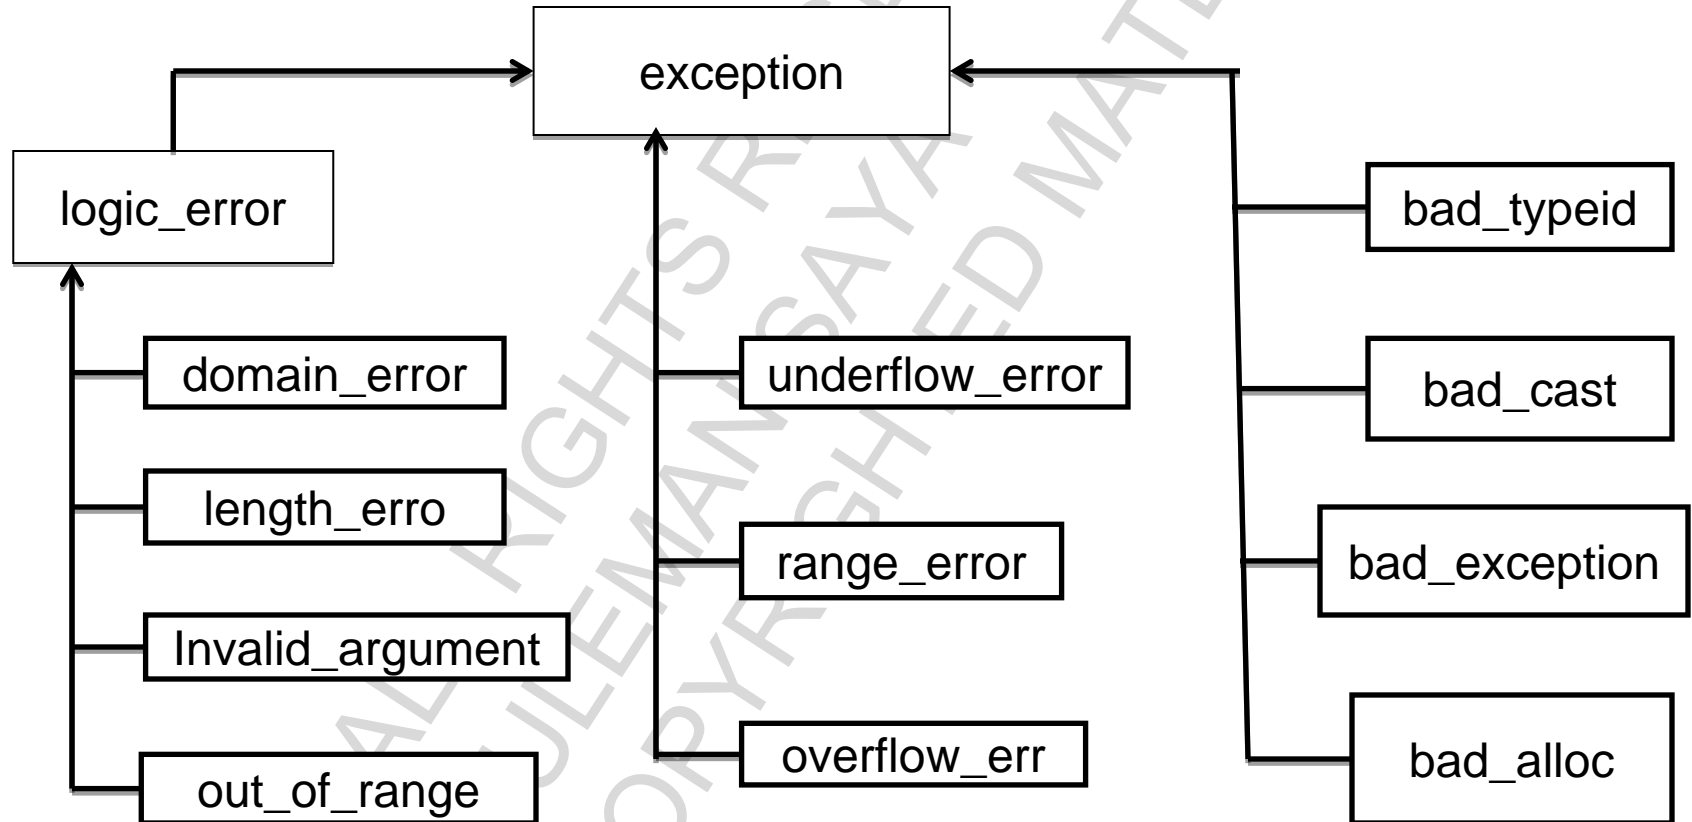 exception
logic_error
bad_typeid
domain_error
underflow_error
bad_cast
length_erro
range_error
bad_exception
Invalid_argument
overflow_err
bad_alloc
out_of_range